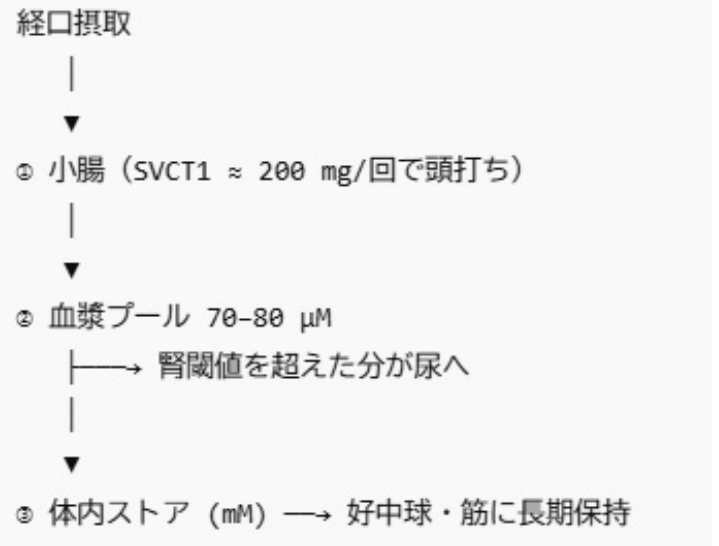 経口摂取
│
▼
① 小腸（SVCT1 ≈ 200 mg/回で頭打ち）
│
▼
② 血漿プール 70–80 µM
├───→ 腎閾値を超えた分が尿へ
│
▼
③ 体内ストア (mM) ──→ 好中球・筋に長期保持